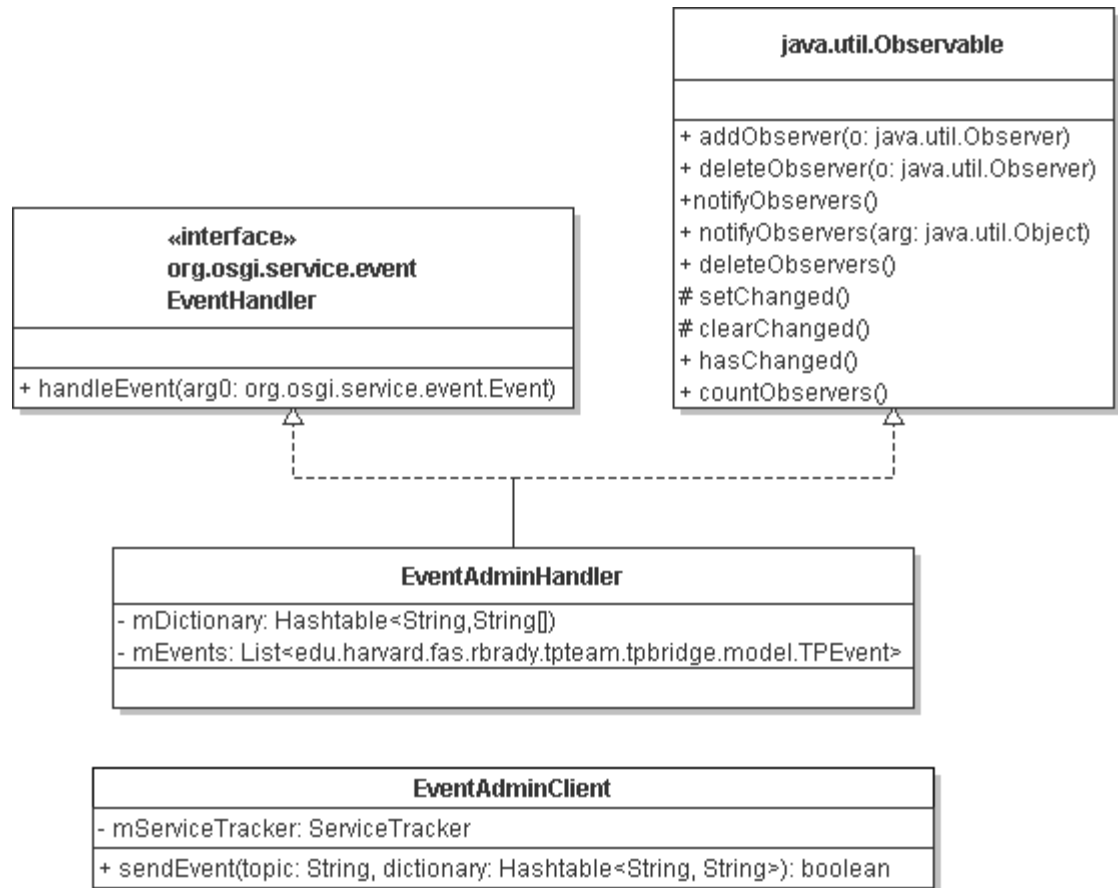 java.util.Observable
+ addObserver(o: java.util.Observer)
+ deleteObserver(o: java.util.Observer)
+notifyObservers()
+ notifyObservers(arg: java.util.Object)
+ deleteObservers()
# setChanged()
# clearChanged()
+ hasChanged()
+ countObservers()
«interface»
org.osgi.service.event
EventHandler
+ handleEvent(arg0: org.osgi.service.event.Event)
EventAdminHandler
- mDictionary: Hashtable<String,String[])
- mEvents: List<edu.harvard.fas.rbrady.tpteam.tpbridge.model.TPEvent>
EventAdminClient
- mServiceTracker: ServiceTracker
+ sendEvent(topic: String, dictionary: Hashtable<String, String>): boolean